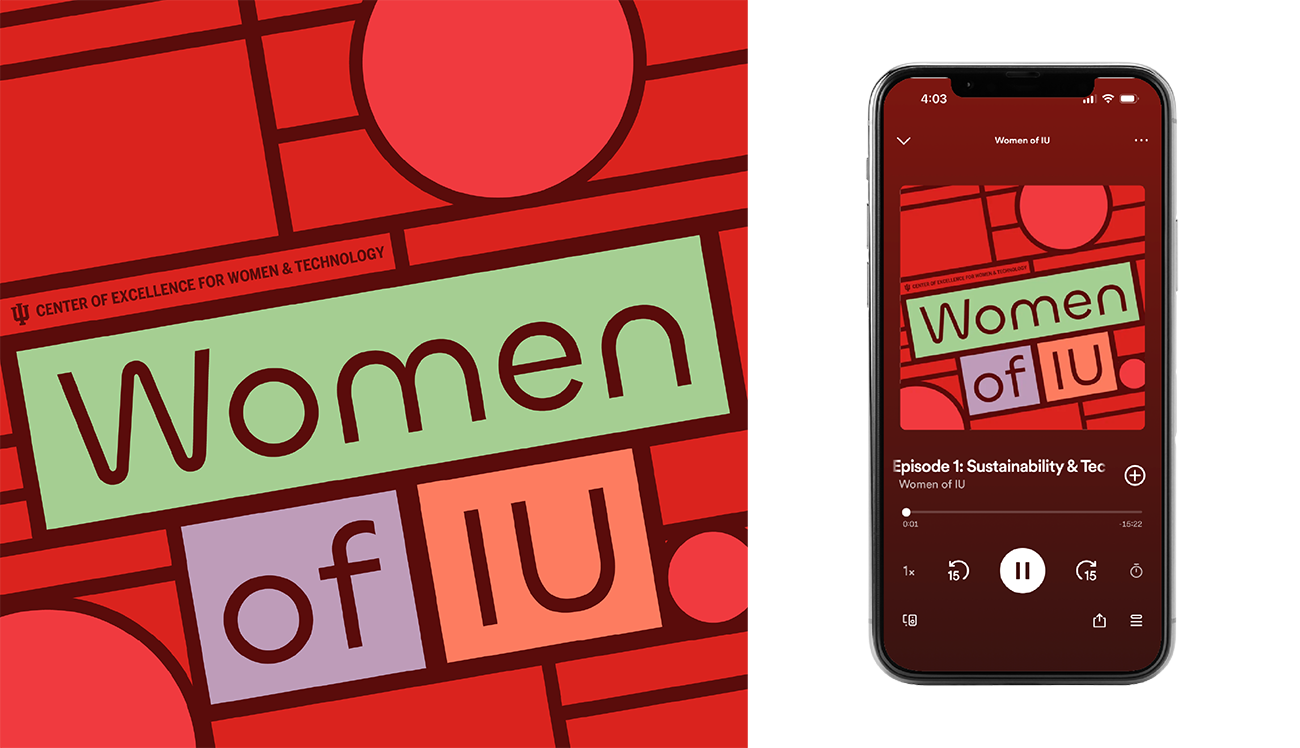 CENTER OF EXCELLENCE FOR WOMEN & TECHNOLOGY
Women
of IU
4:03
Women of IU
CENTER OF EXCELLENCE FOR WOMEN & TECHNOLOGY
Women
of IU
Episode 1: Sustainability & Tec
Women of IU
0:01 -15:22
1x 15 15